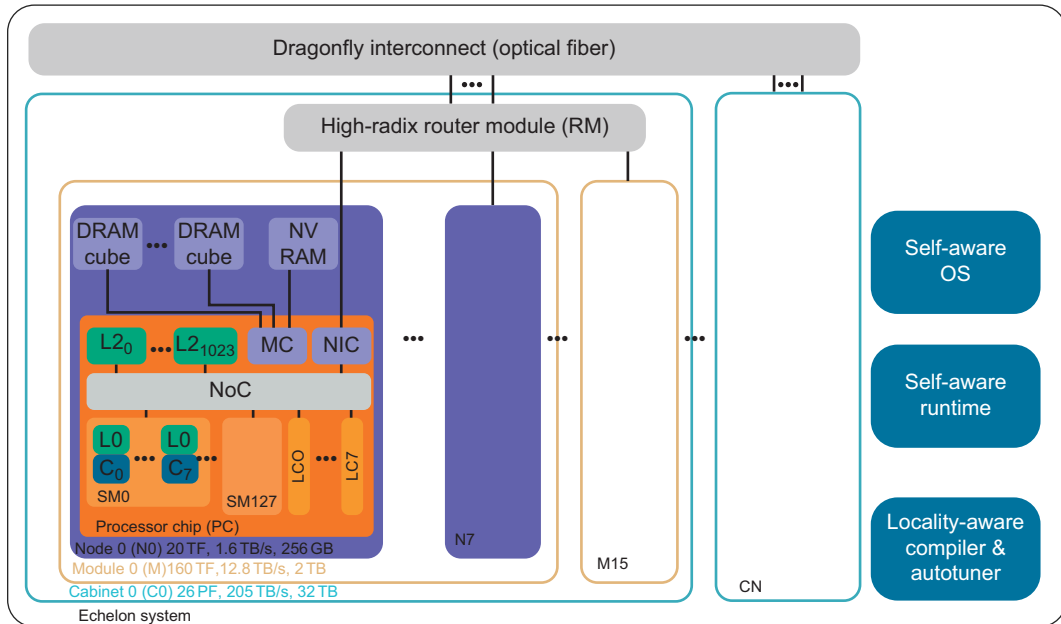 Dragonfly interconnect (optical fiber)
•••
•••
High-radix router module (RM)
DRAM
cube
•••
DRAM
cube
NV
RAM
Self-aware
OS
L2₀
•••
L2₁₀₂₃
MC
NIC
•••
•••
•••
NoC
Self-aware
runtime
L0
C₀
•••
L0
C₇
•••
SM0
SM127
LCO
•••
LC7
Processor chip (PC)
Node 0 (N0) 20 TF, 1.6 TB/s, 256 GB
N7
Module 0 (M)160 TF,12.8 TB/s, 2 TB
M15
Cabinet 0 (C0) 26 PF, 205 TB/s, 32 TB
CN
Locality-aware
compiler &
autotuner
Echelon system